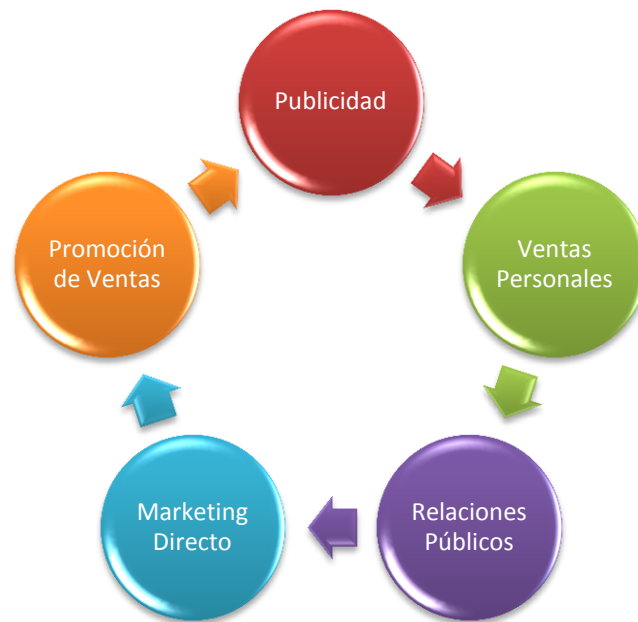 Publicidad
Ventas
Personales
Relaciones
Públicos
Marketing
Directo
Promoción
de Ventas